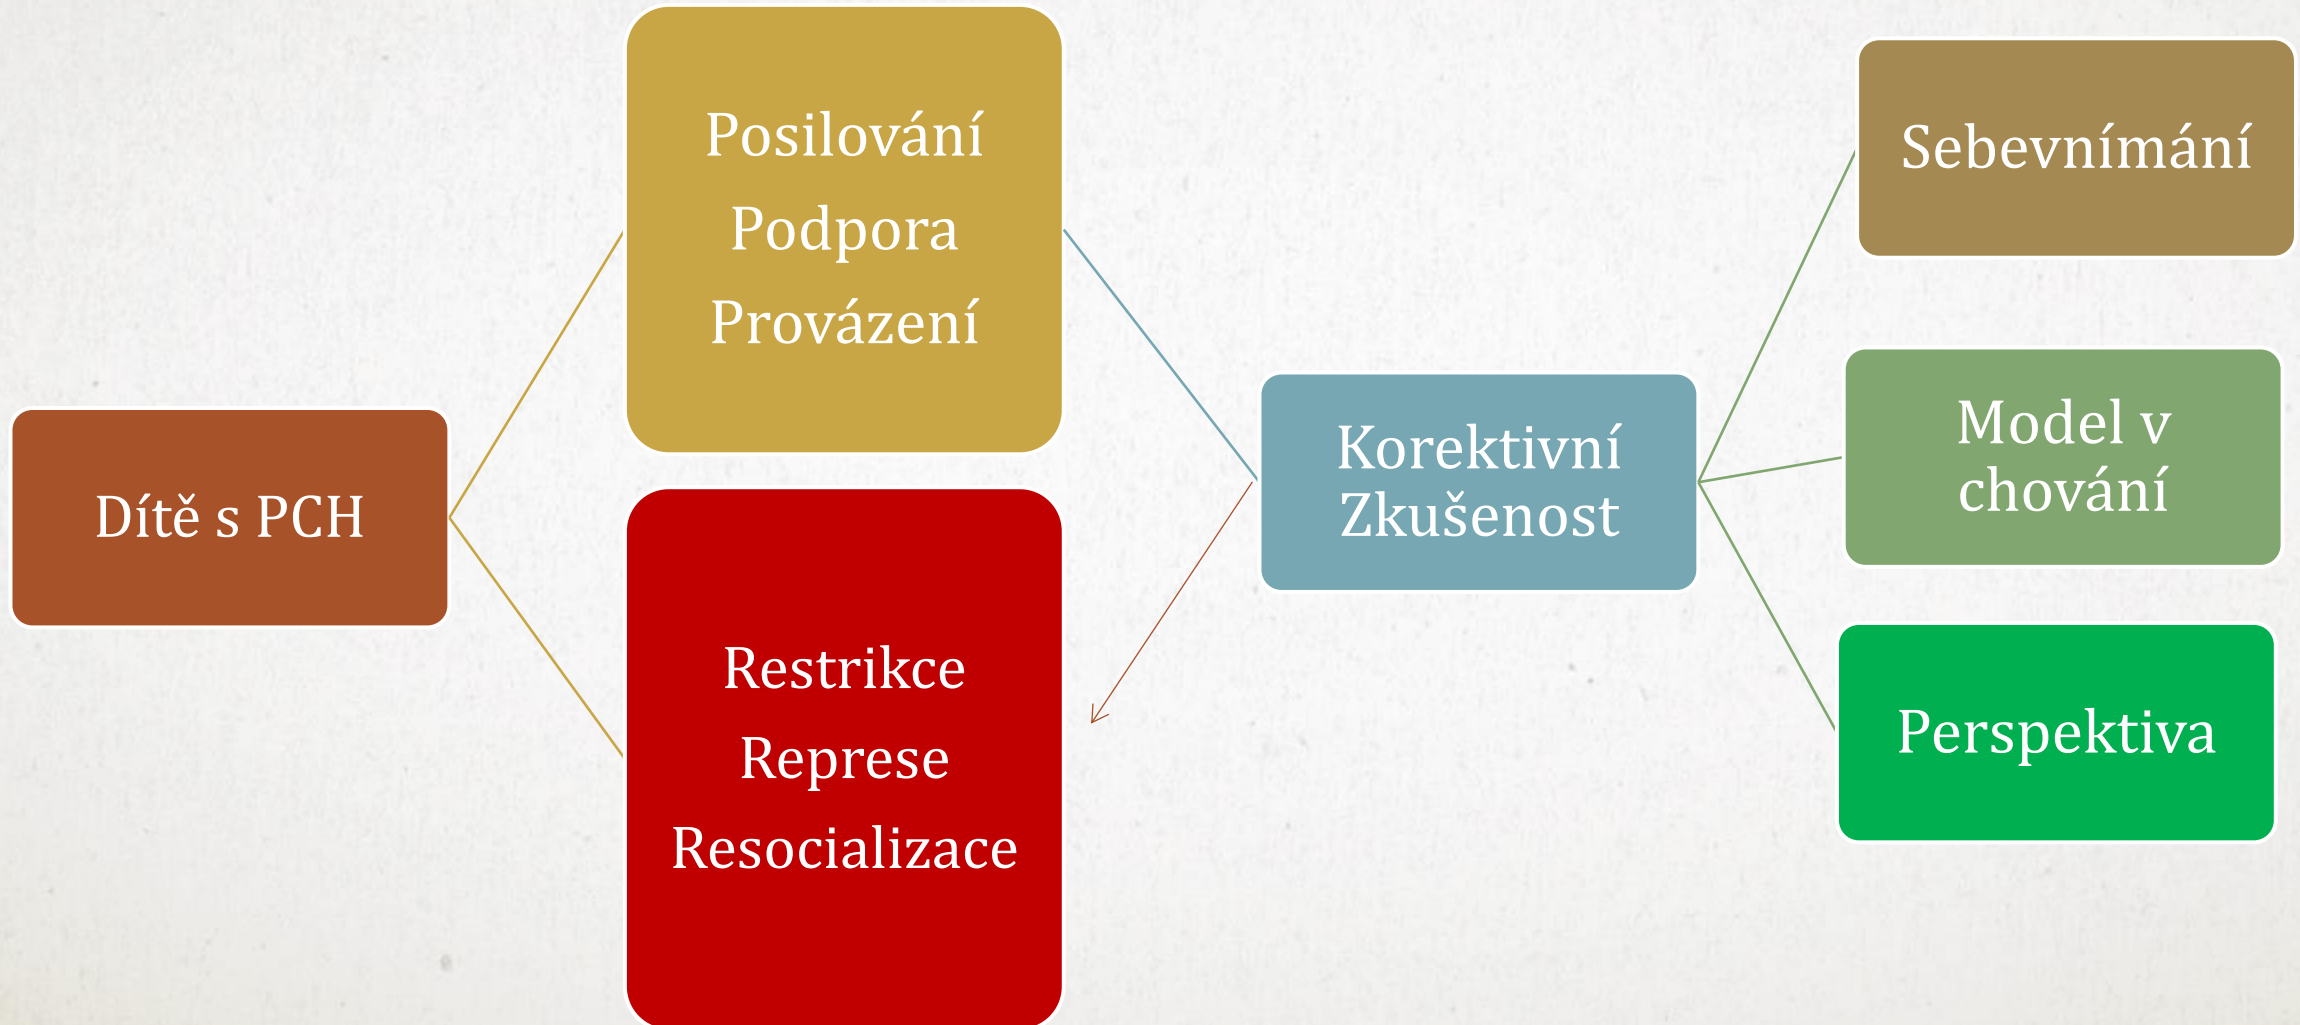 Dítě s PCH
Posilování
Podpora
Provázení
Restrikce
Represe
Resocializace
Korektivní
Zkušenost
Sebevnímání
Model v
chování
Perspektiva